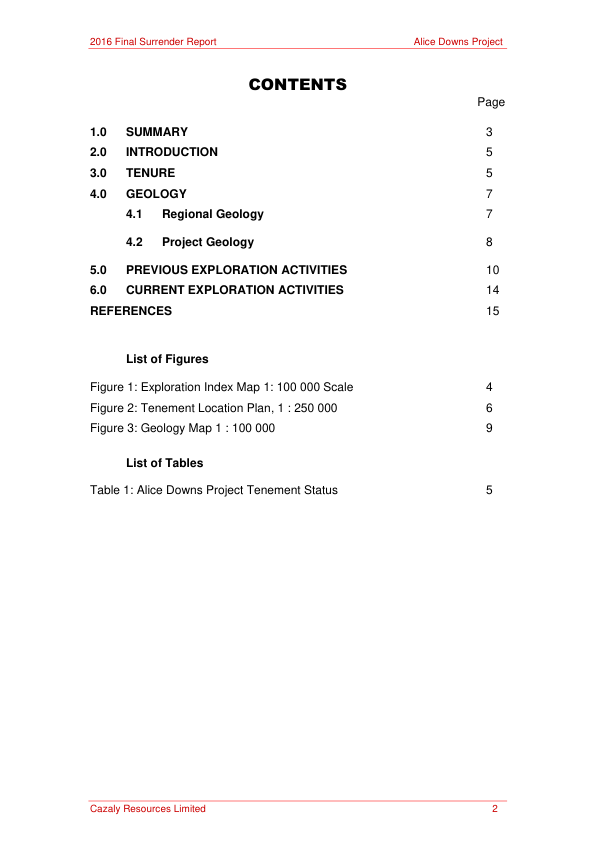 2016 Final Surrender Report Alice Downs Project
CONTENTS
Page
1.0 SUMMARY 3
2.0 INTRODUCTION 5
3.0 TENURE 5
4.0 GEOLOGY 7
4.1 Regional Geology 7
4.2 Project Geology 8
5.0 PREVIOUS EXPLORATION ACTIVITIES 10
6.0 CURRENT EXPLORATION ACTIVITIES 14
REFERENCES 15
List of Figures
Figure 1: Exploration Index Map 1: 100 000 Scale 4
Figure 2: Tenement Location Plan, 1 : 250 000 6
Figure 3: Geology Map 1 : 100 000 9
List of Tables
Table 1: Alice Downs Project Tenement Status 5
Cazaly Resources Limited 2